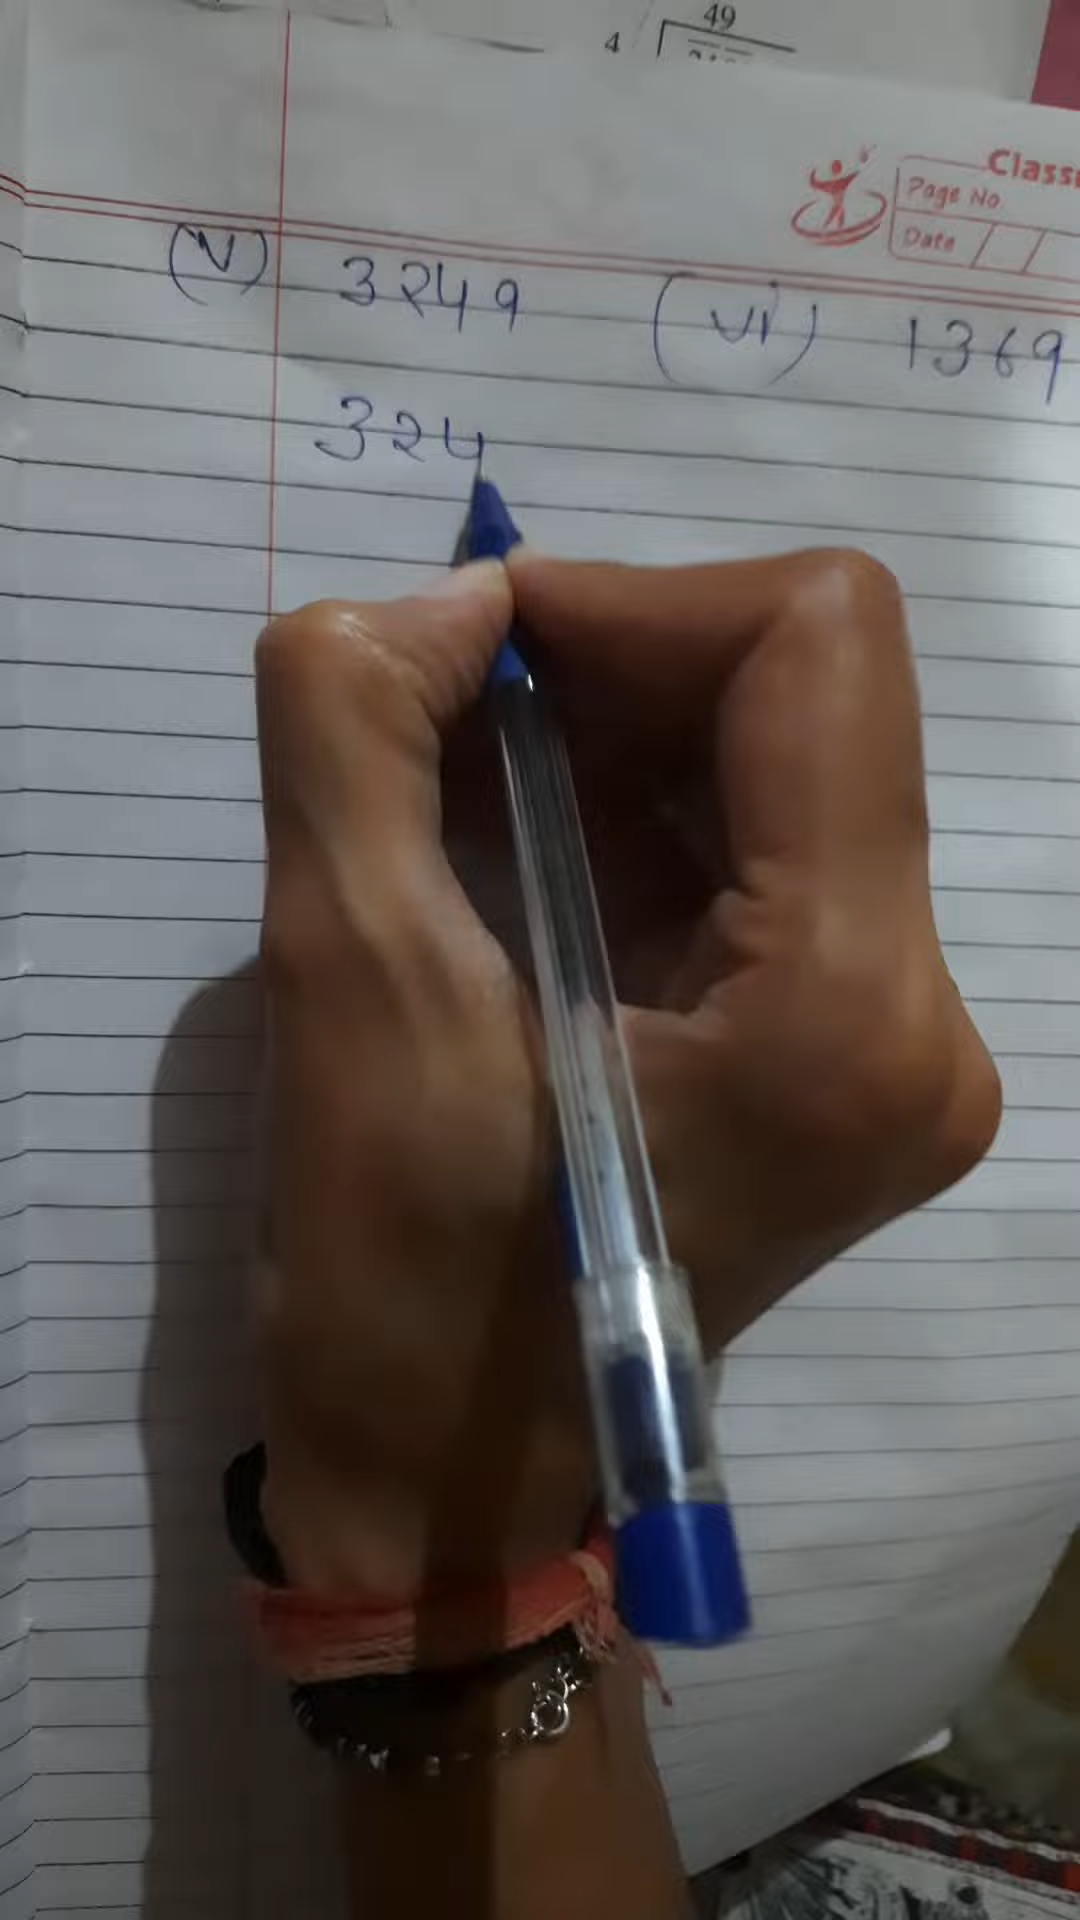 49
4
Class
Page No
Date / /
(V) 3249 (vi) 1369
324